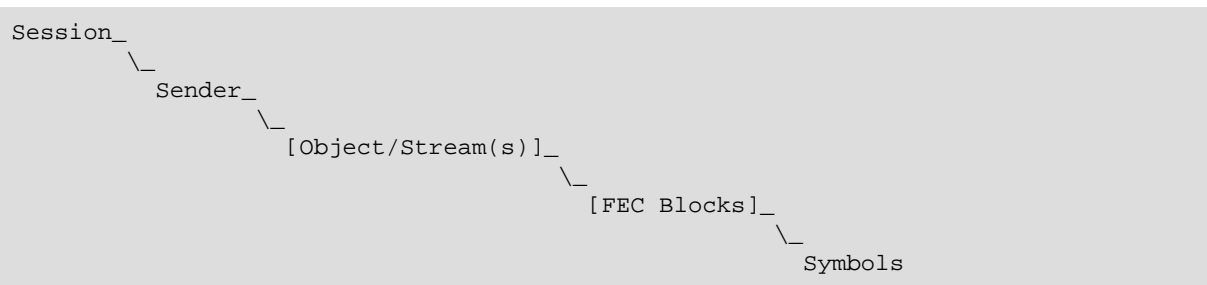 Session_
\_
Sender_
\_
[Object/Stream(s)]_
\_
[FEC Blocks]_
\_
Symbols